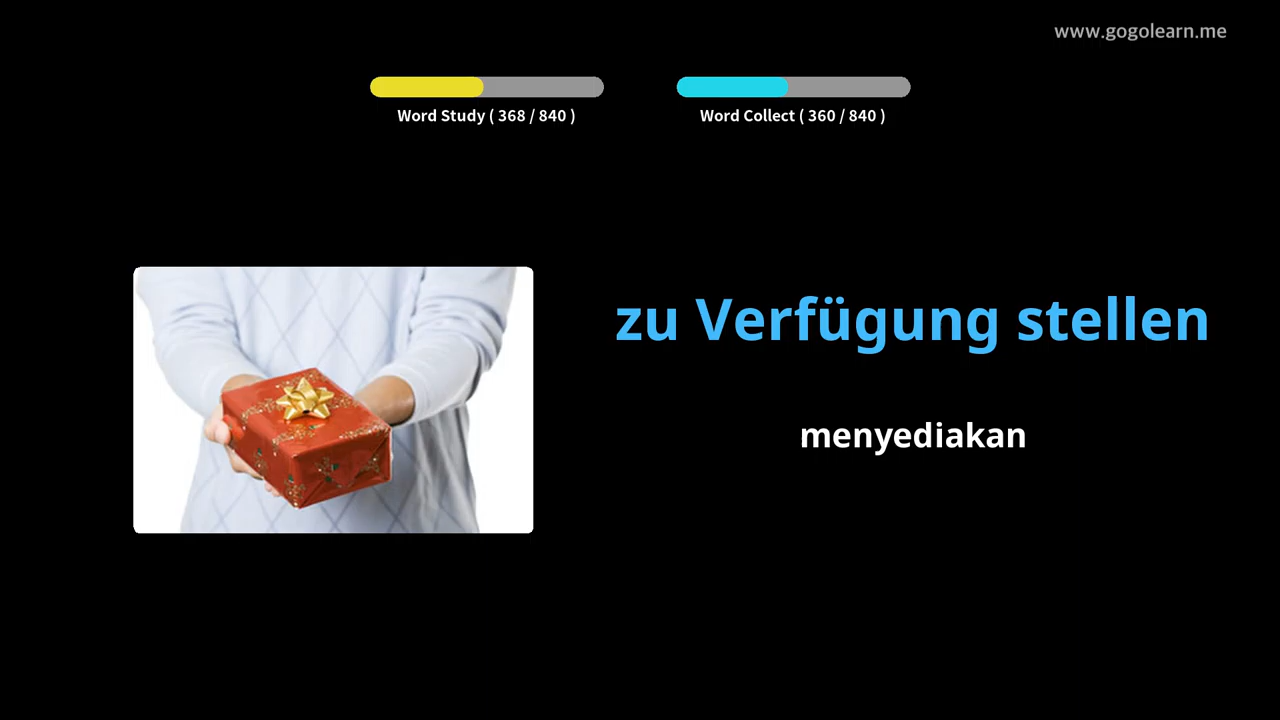 www.gogolearn.me
Word Study ( 368 / 840 )
Word Collect ( 360 / 840 )
zu Verfügung stellen
menyediakan